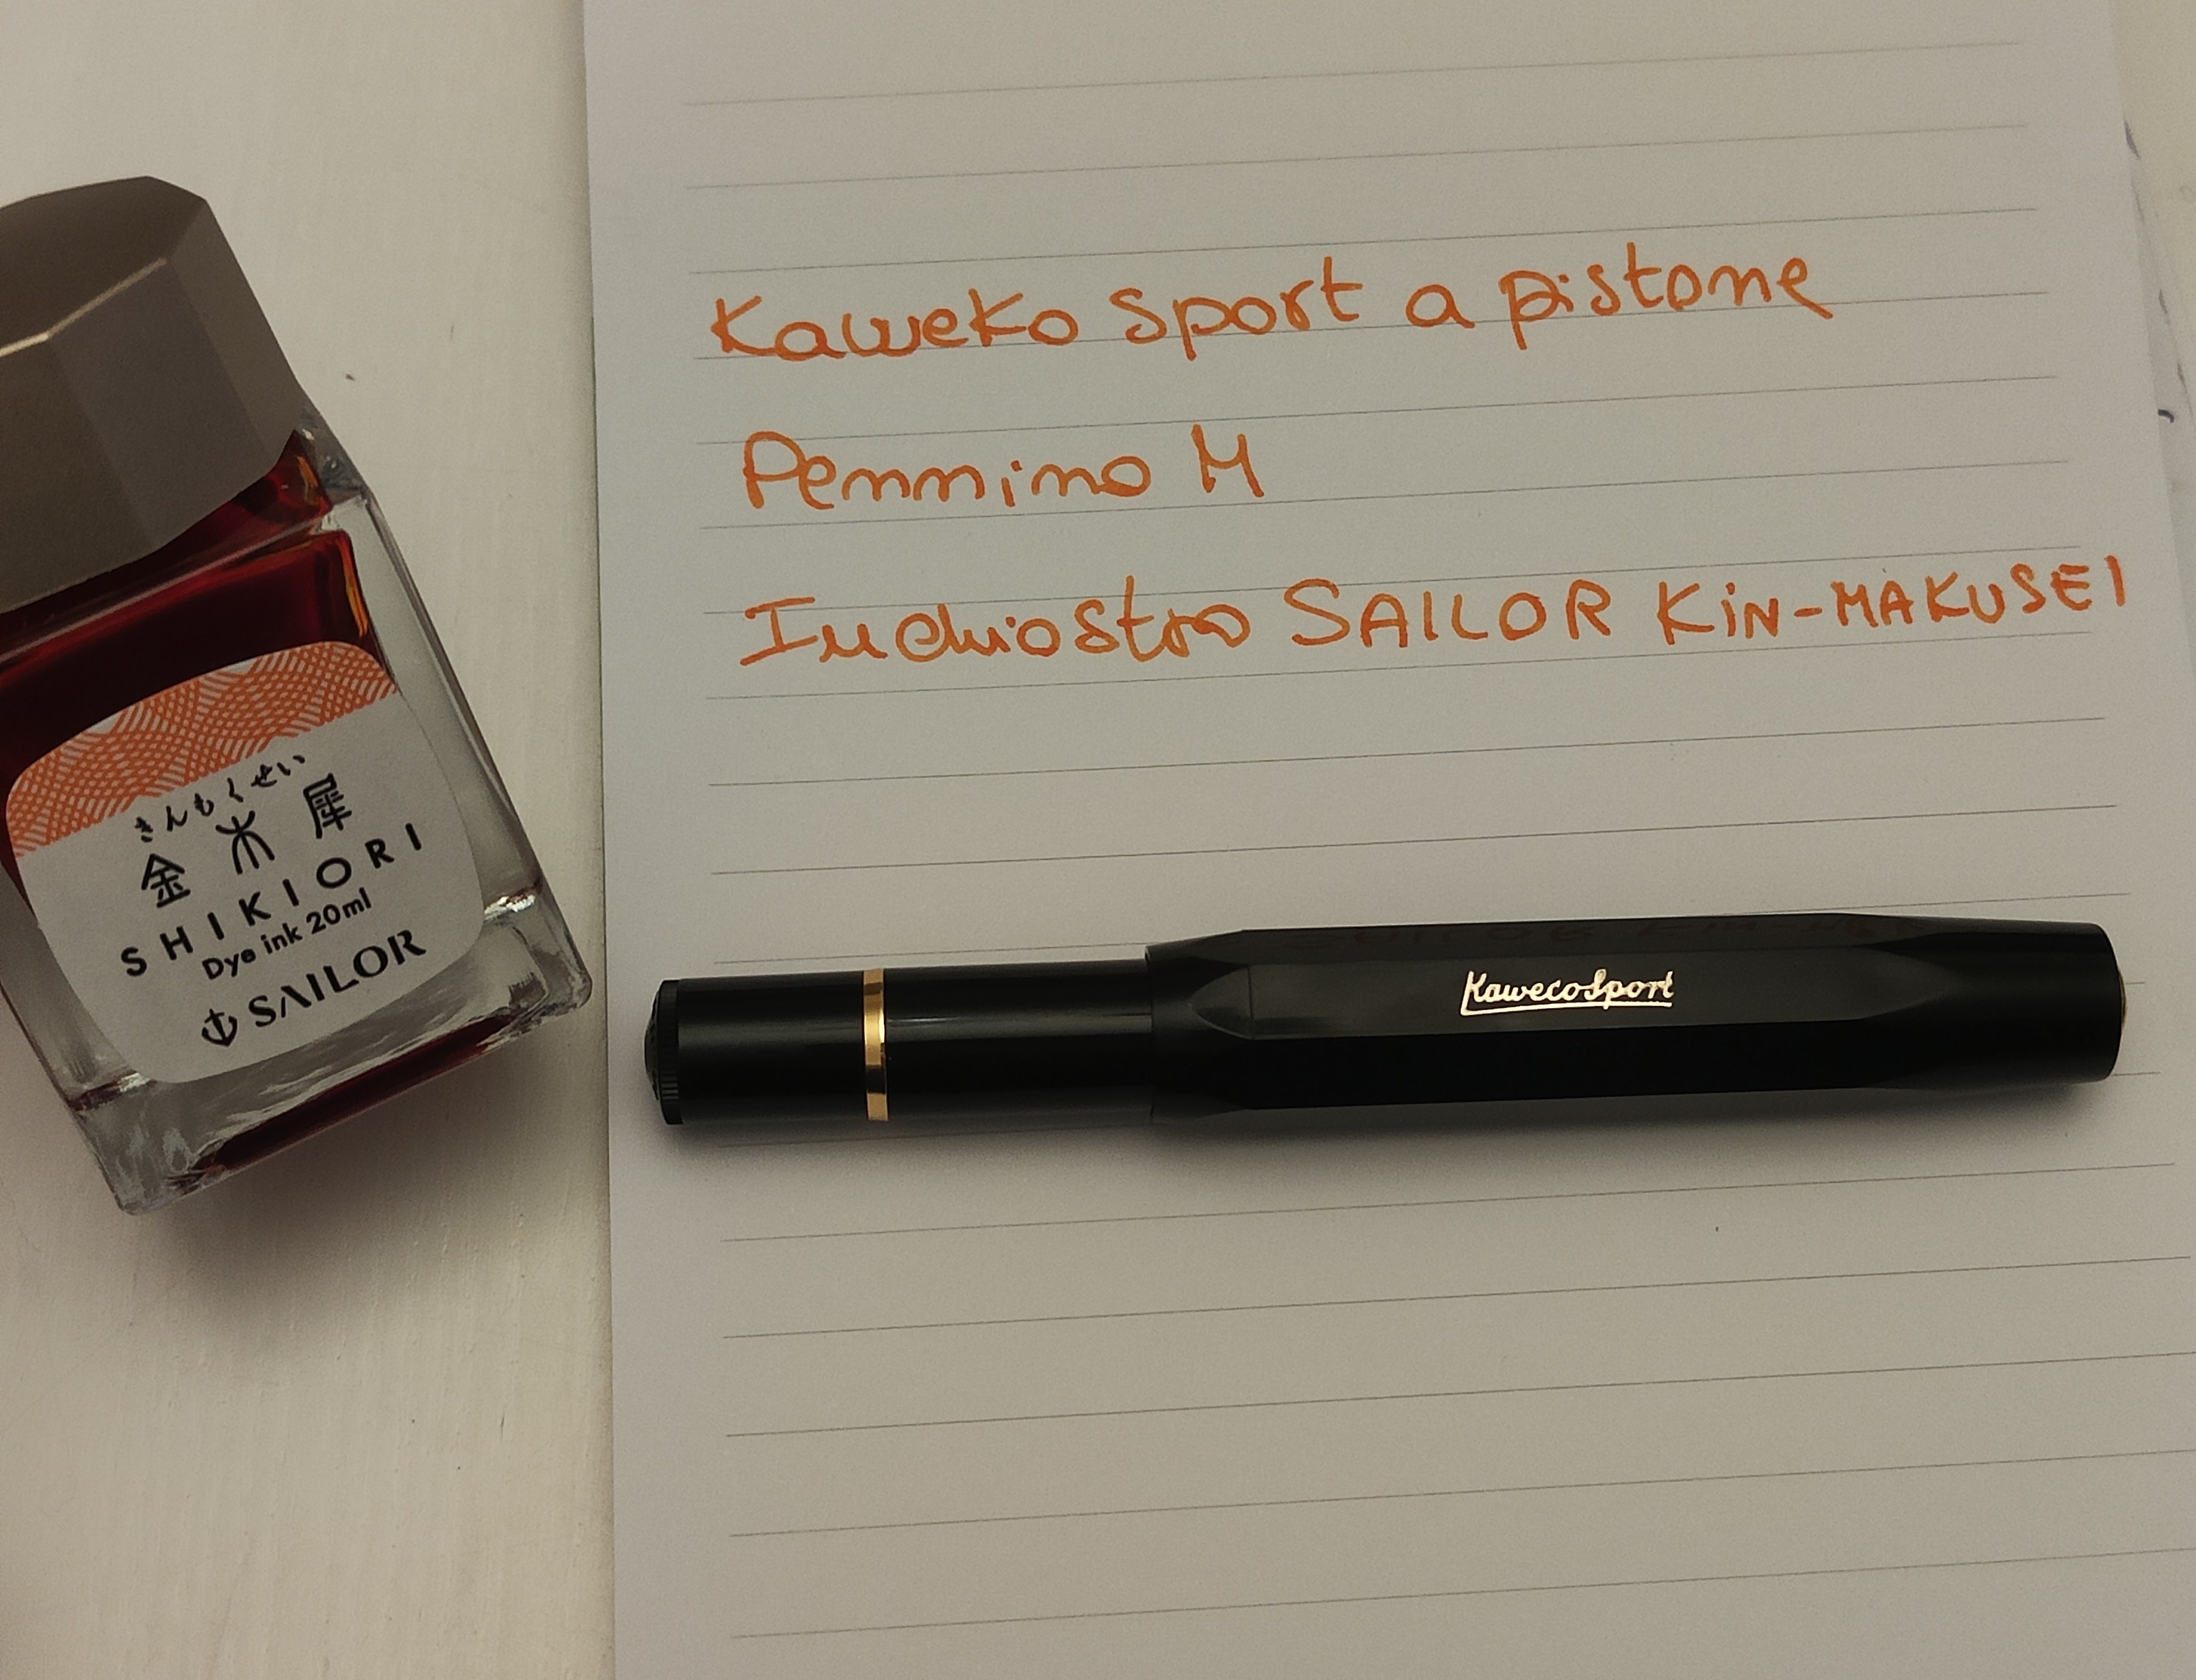 Kaweko Sport a pistone
Pennino M
Inchiostro SAILOR KiN-MAKUSEI
きんもくせい
金木犀
SHIKIORI
Dye ink 20ml
SAILOR
KawecoSport